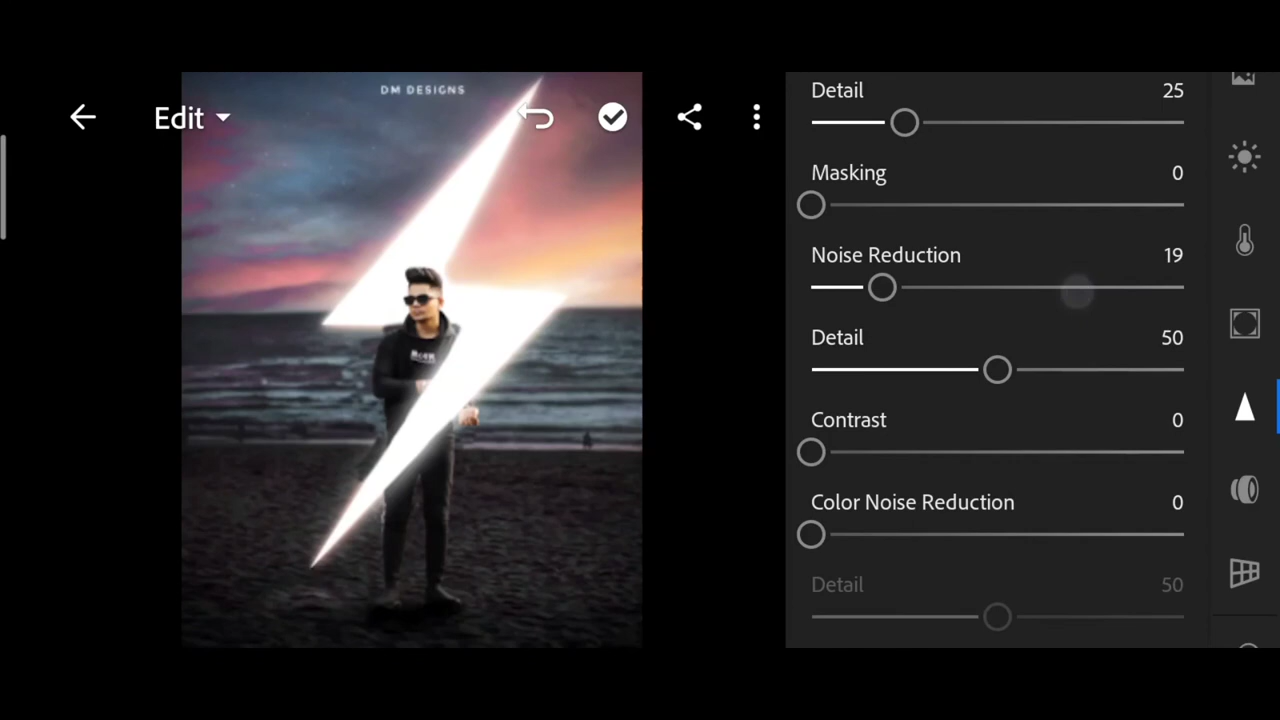 Edit
DM DESIGNS
Detail 25
Masking 0
Noise Reduction 19
Detail 50
Contrast 0
Color Noise Reduction 0
Detail 50